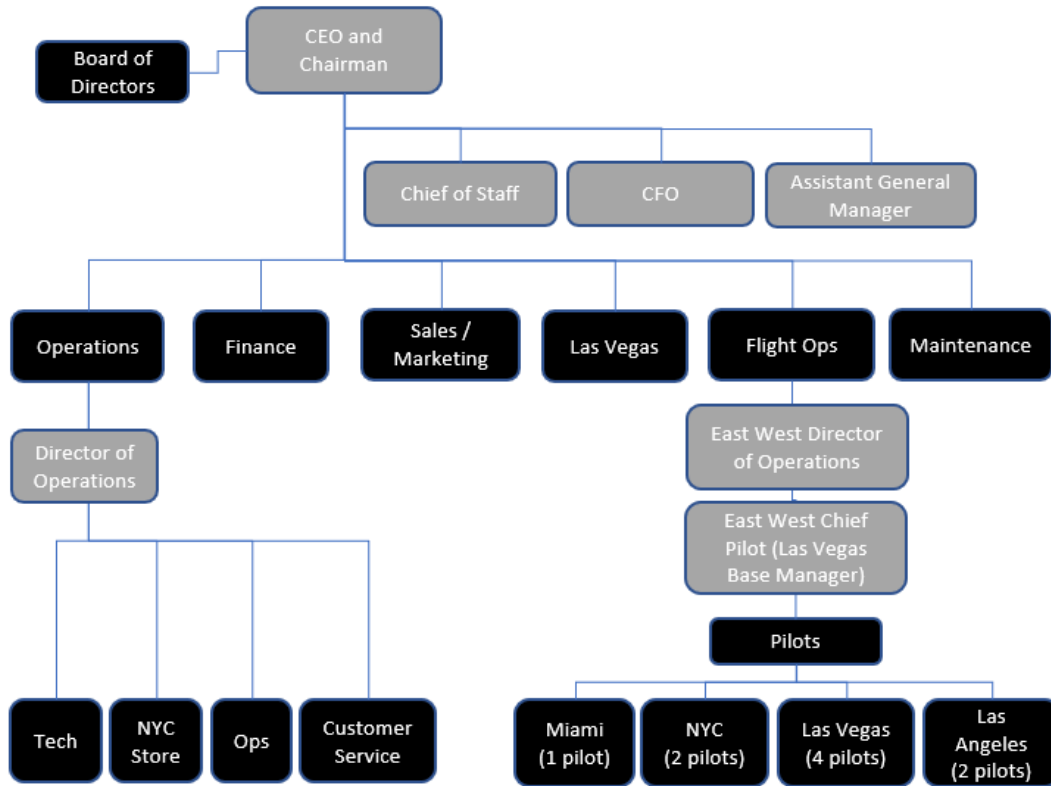 CEO and
Chairman
Board of
Directors
Chief of Staff
CFO
Assistant General
Manager
Operations
Finance
Sales /
Marketing
Las Vegas
Flight Ops
Maintenance
Director of
Operations
East West Director
of Operations
East West Chief
Pilot (Las Vegas
Base Manager)
Pilots
Tech
NYC
Store
Ops
Customer
Service
Miami
(1 pilot)
NYC
(2 pilots)
Las Vegas
(4 pilots)
Las
Angeles
(2 pilots)